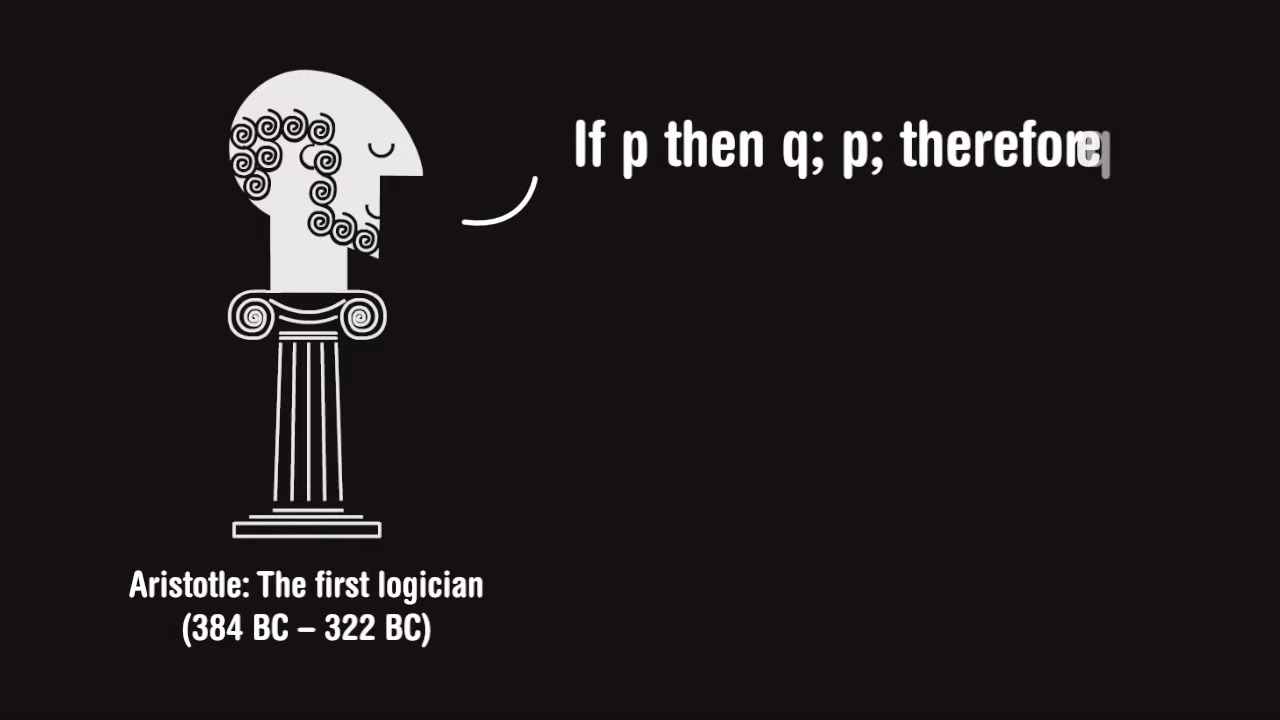 If p then q; p; therefore q
Aristotle: The first logician
(384 BC – 322 BC)